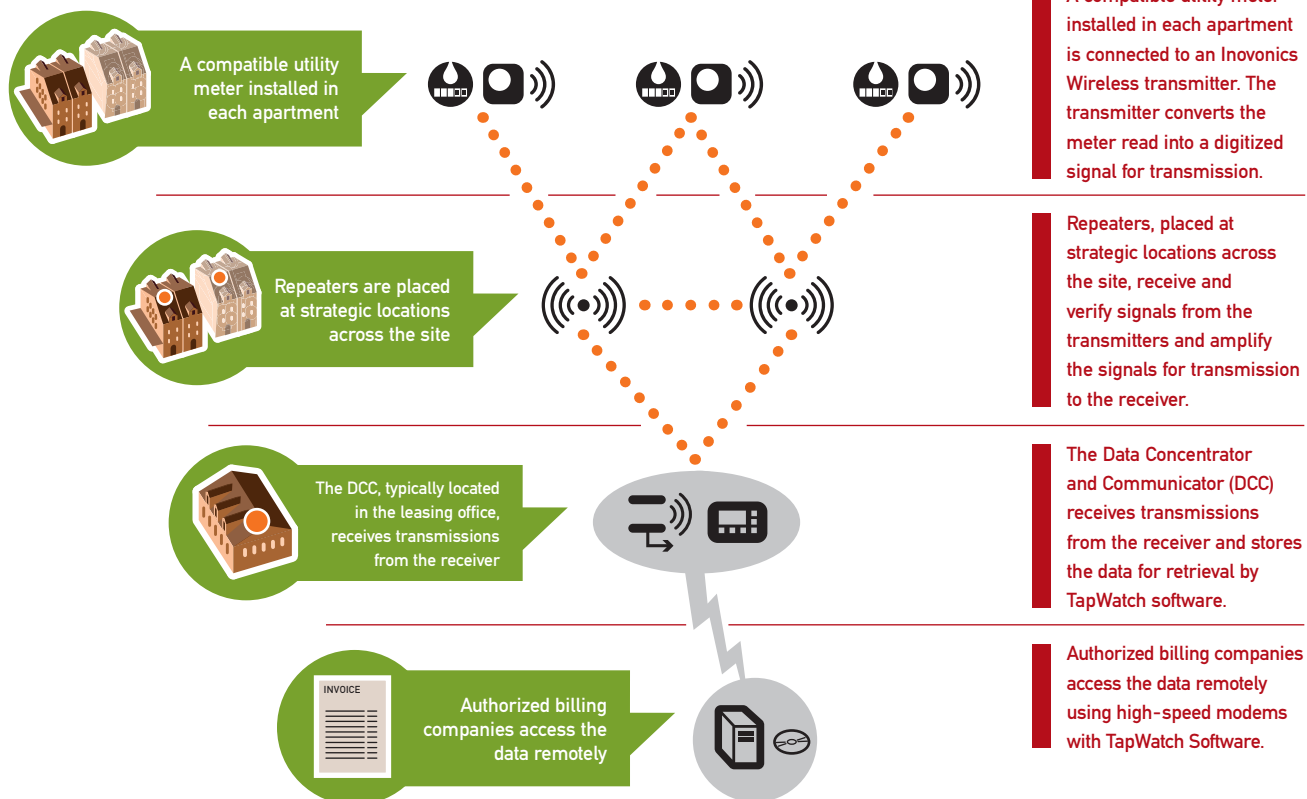 A compatible utility meter
installed in each apartment
is connected to an Inovonics
Wireless transmitter. The
transmitter converts the
meter read into a digitized
signal for transmission.
A compatible utility
meter installed in
each apartment
Repeaters are placed
at strategic locations
across the site
Repeaters, placed at
strategic locations across
the site, receive and
verify signals from the
transmitters and amplify
the signals for transmission
to the receiver.
The DCC, typically located
in the leasing office,
receives transmissions
from the receiver
The Data Concentrator
and Communicator (DCC)
receives transmissions
from the receiver and stores
the data for retrieval by
TapWatch software.
INVOICE
Authorized billing
companies access the
data remotely
Authorized billing companies
access the data remotely
using high-speed modems
with TapWatch Software.